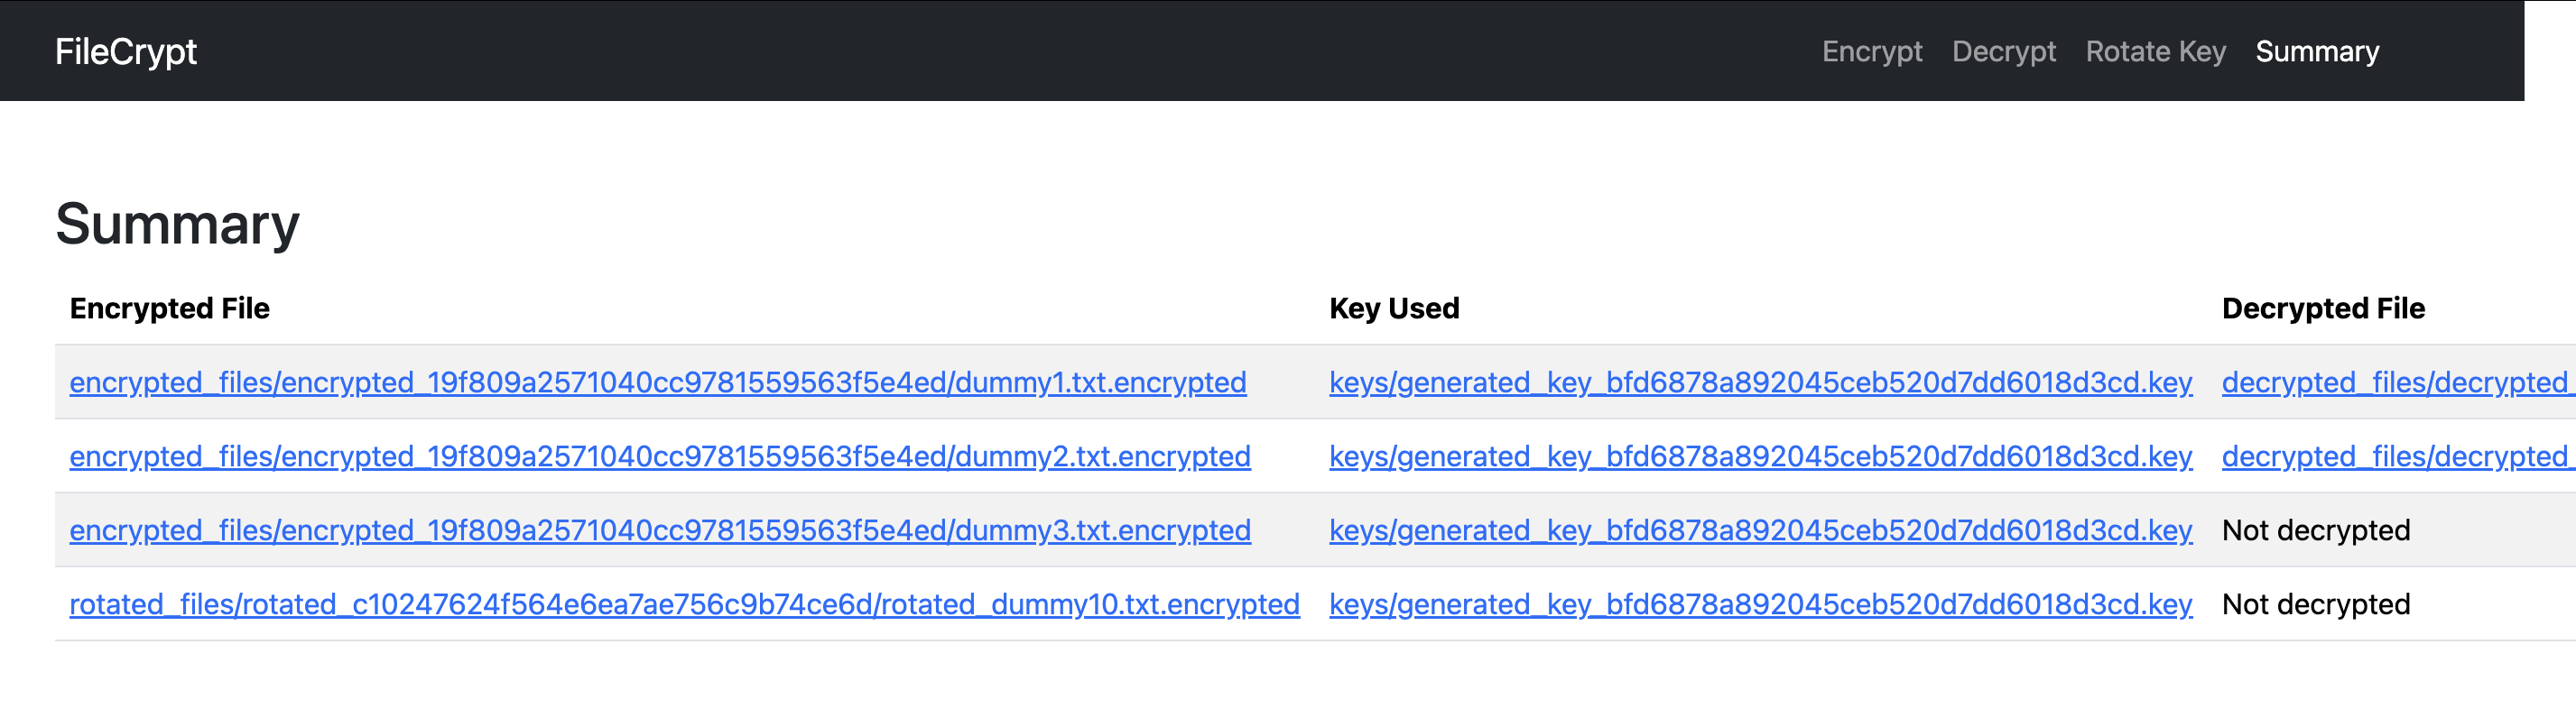 FileCrypt Encrypt Decrypt Rotate Key Summary
Summary
Encrypted File Key Used Decrypted File
encrypted_files/encrypted_19f809a2571040cc9781559563f5e4ed/dummy1.txt.encrypted keys/generated_key_bfd6878a892045ceb520d7dd6018d3cd.key decrypted_files/decrypted_
encrypted_files/encrypted_19f809a2571040cc9781559563f5e4ed/dummy2.txt.encrypted keys/generated_key_bfd6878a892045ceb520d7dd6018d3cd.key decrypted_files/decrypted_
encrypted_files/encrypted_19f809a2571040cc9781559563f5e4ed/dummy3.txt.encrypted keys/generated_key_bfd6878a892045ceb520d7dd6018d3cd.key Not decrypted
rotated_files/rotated_c10247624f564e6ea7ae756c9b74ce6d/rotated_dummy10.txt.encrypted keys/generated_key_bfd6878a892045ceb520d7dd6018d3cd.key Not decrypted